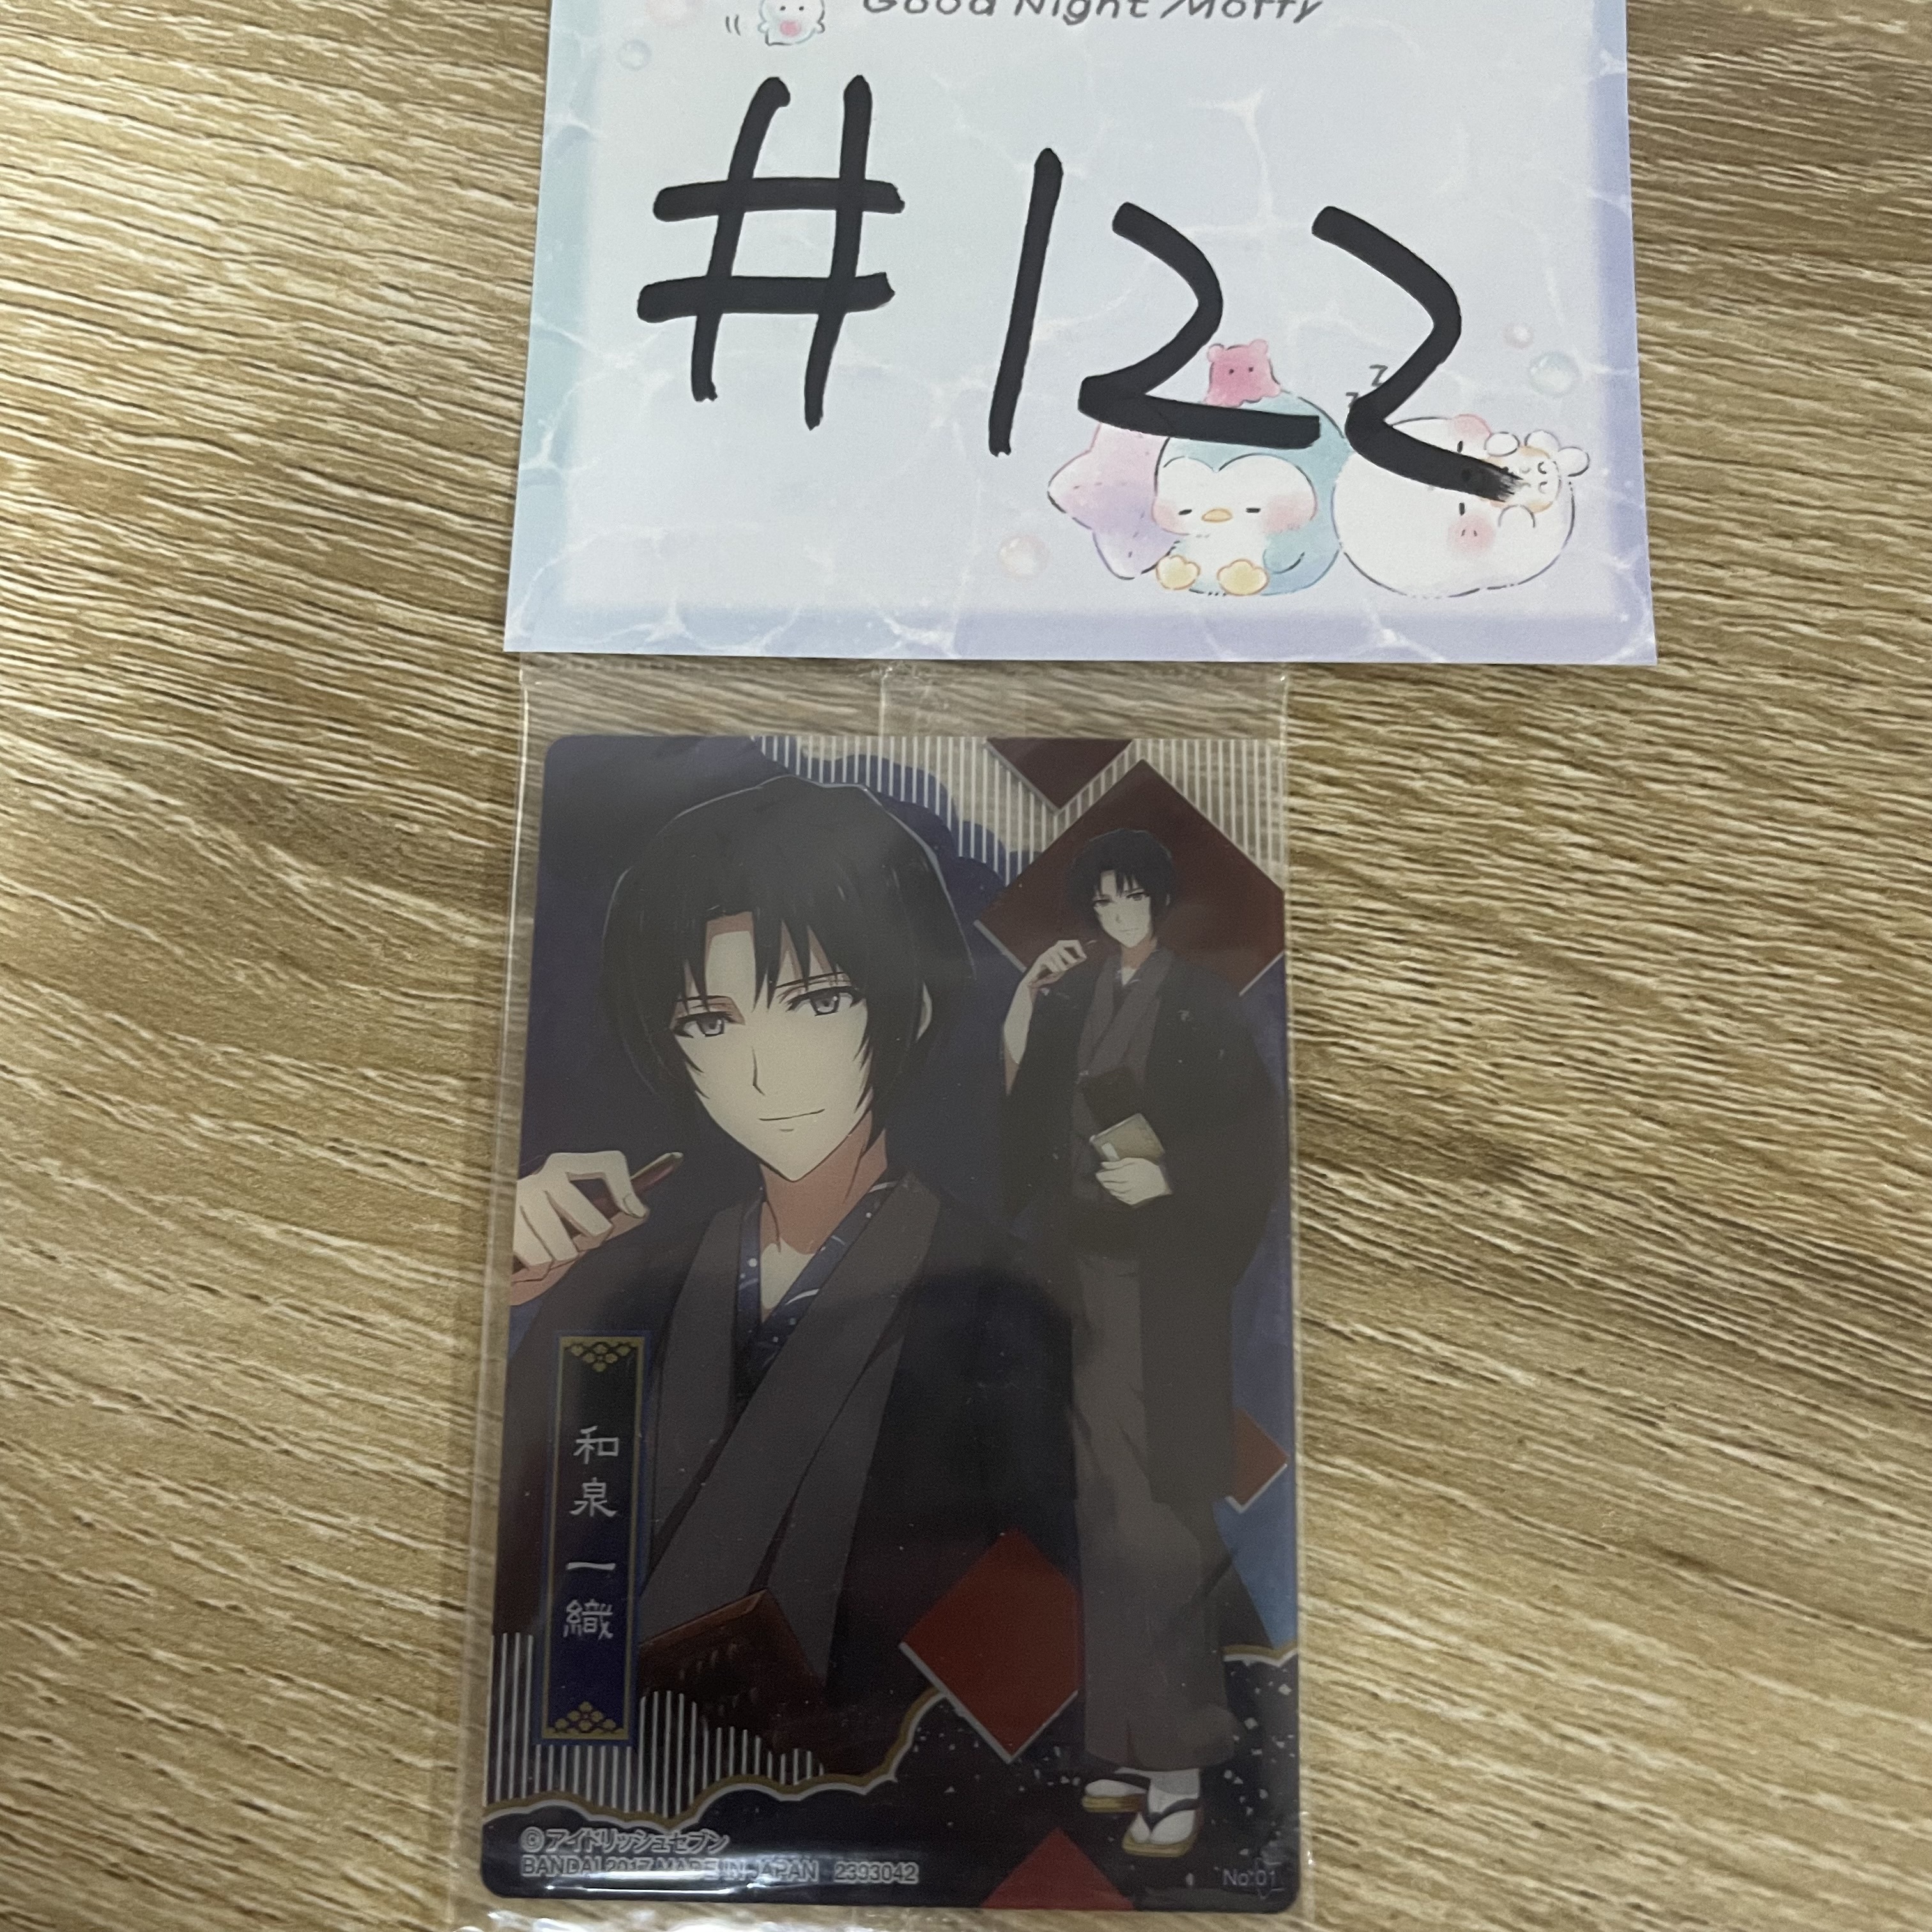 Good Night Moffy
#122
和泉一織
©アイドリッシュセブン
BANDAI 2017 MADE IN JAPAN 2393042
No.01